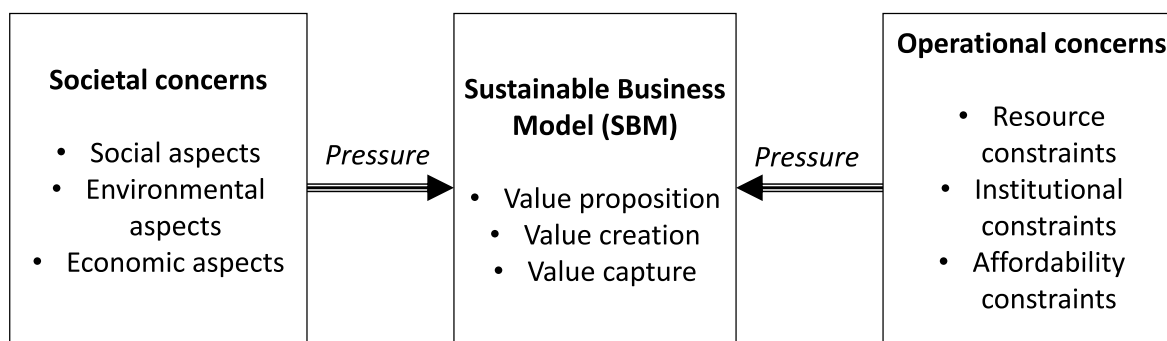 Societal concerns
• Social aspects
• Environmental
aspects
• Economic aspects
Pressure
Sustainable Business
Model (SBM)
• Value proposition
• Value creation
• Value capture
Pressure
Operational concerns
• Resource
constraints
• Institutional
constraints
• Affordability
constraints